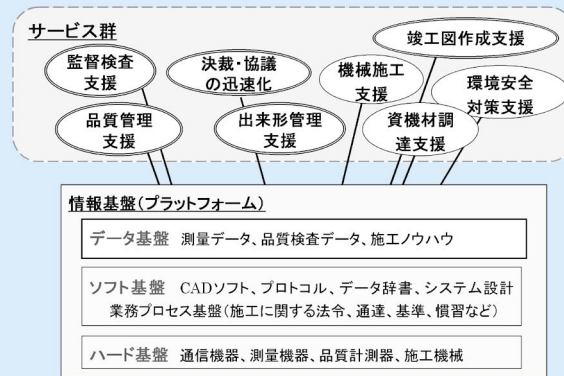 サービス群
竣工図作成支援
監督検査
支援
決裁・協議
の迅速化
機械施工
支援
環境安全
対策支援
品質管理
支援
出来形管理
支援
資機材調
達支援
情報基盤(プラットフォーム)
データ基盤 測量データ、品質検査データ、施工ノウハウ
ソフト基盤 CADソフト、プロトコル、データ辞書、システム設計
業務プロセス基盤(施工に関する法令、通達、基準、慣習など)
ハード基盤 通信機器、測量機器、品質計測器、施工機械